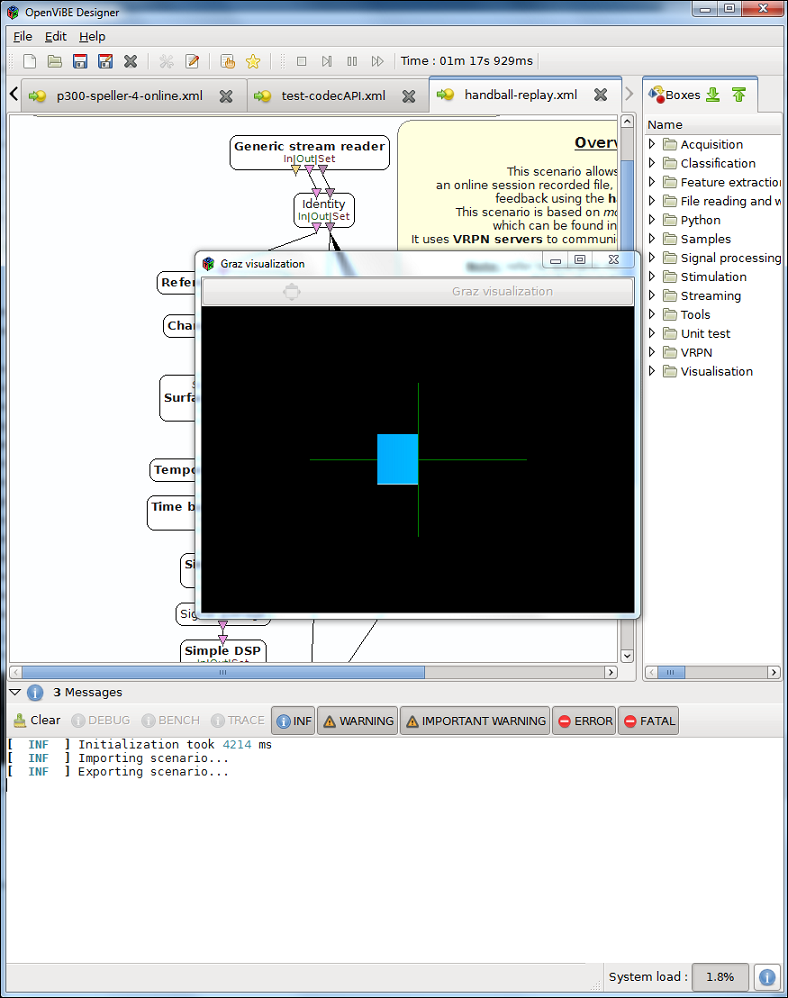 OpenViBE Designer
File Edit Help
Time : 01m 17s 929ms
p300-speller-4-online.xml test-codecAPI.xml handball-replay.xml
Boxes
Name
Acquisition
Classification
Feature extraction
File reading and w
Python
Samples
Signal processing
Stimulation
Streaming
Tools
Unit test
VRPN
Visualisation
Generic stream reader
In|Out|Set
Identity
In|Out|Set
Overv
This scenario allows
an online session recorded file,
feedback using the h
This scenario is based on mo
which can be found in
It uses VRPN servers to communi
Refer
Cha
Surfa
Tempo
Time b
Si
Simple DSP
In|Out|Set
Graz visualization
Graz visualization
3 Messages
Clear DEBUG BENCH TRACE INF WARNING IMPORTANT WARNING ERROR FATAL
[ INF ] Initialization took 4214 ms
[ INF ] Importing scenario...
[ INF ] Exporting scenario...
System load : 1.8%